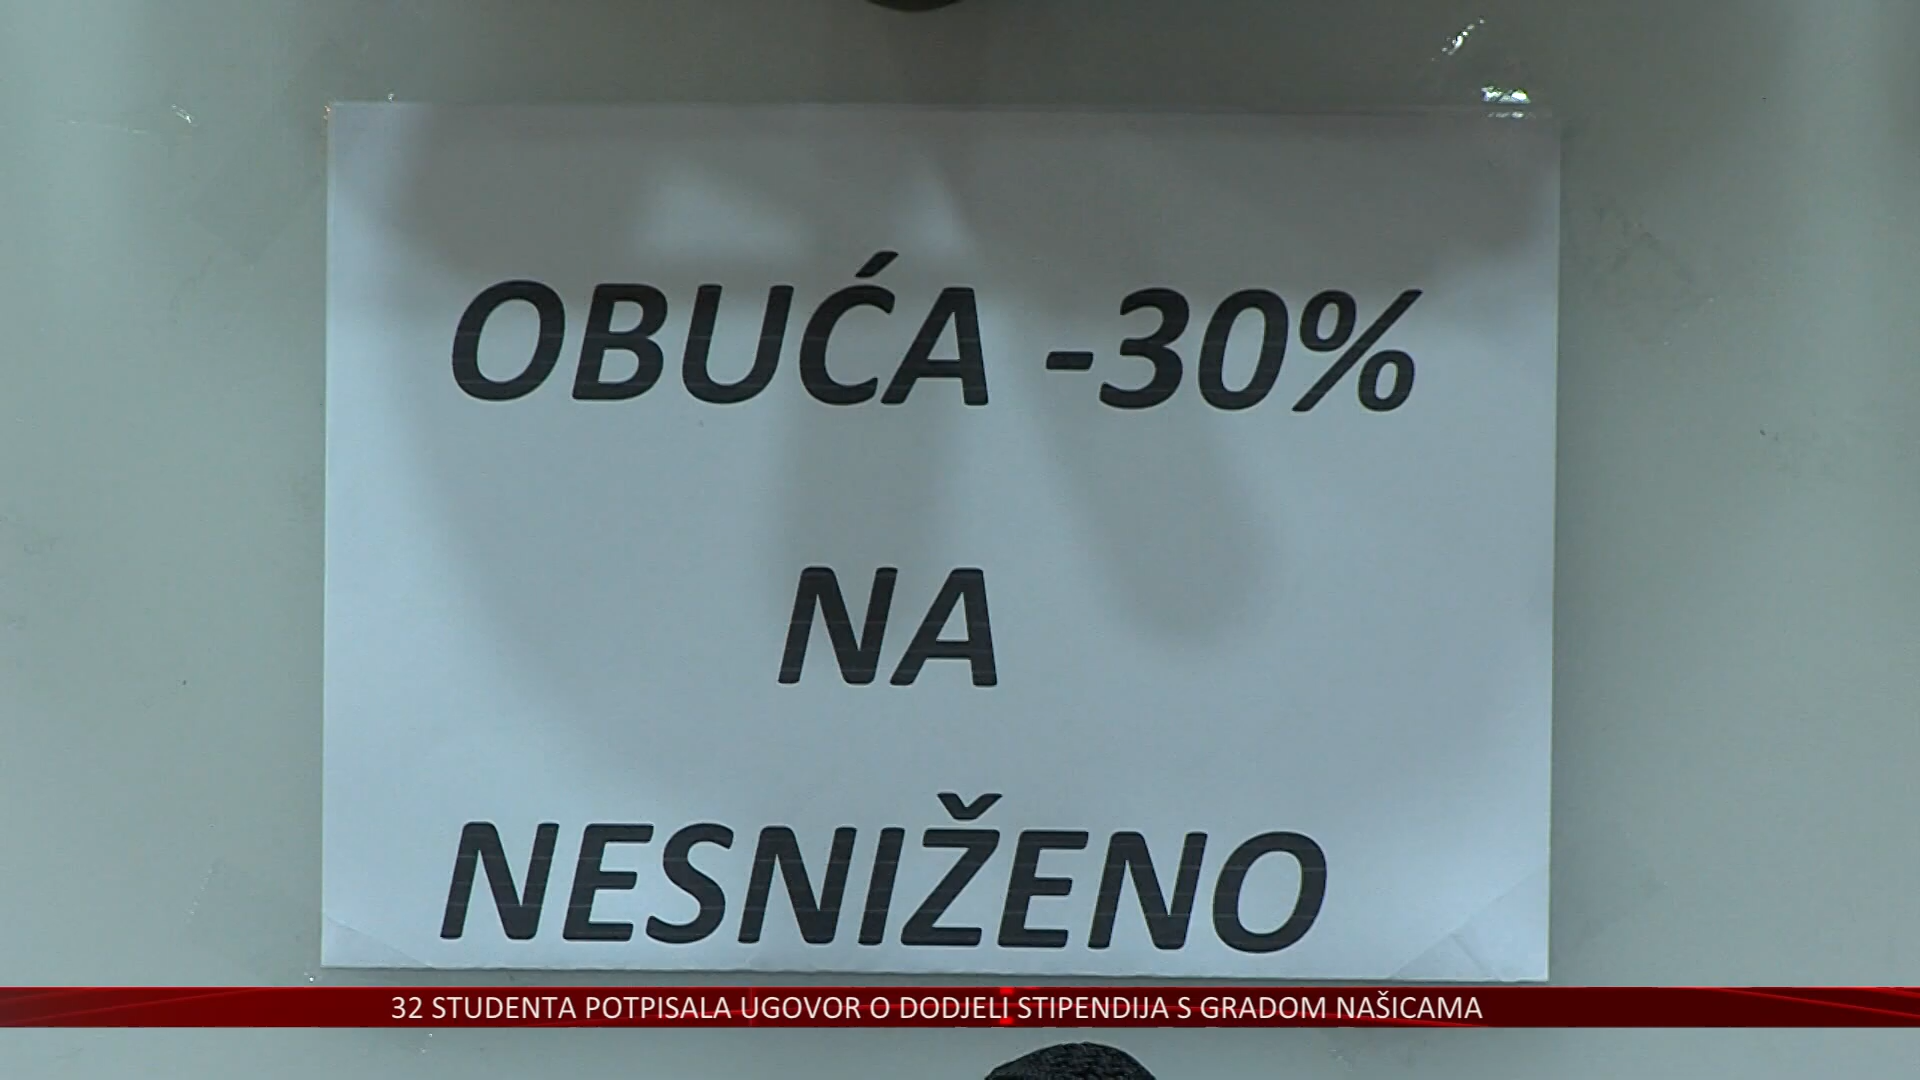 OBUĆA -30%
NA
NESNIŽENO
32 STUDENTA POTPISALA UGOVOR O DODJELI STIPENDIJA S GRADOM NAŠICAMA